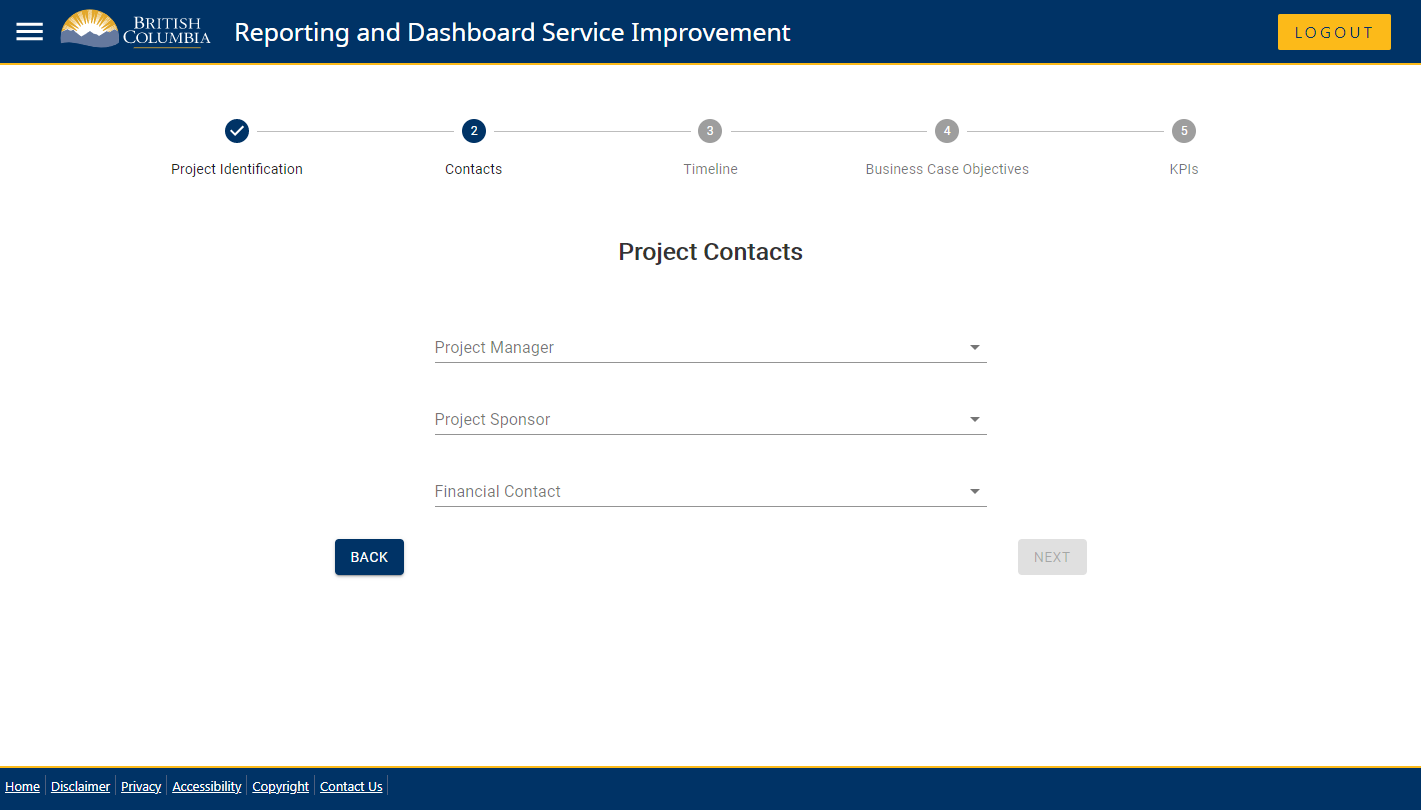 BRITISH
COLUMBIA
Reporting and Dashboard Service Improvement
LOGOUT
2
3
4
5
Project Identification
Contacts
Timeline
Business Case Objectives
KPIs
Project Contacts
Project Manager
Project Sponsor
Financial Contact
BACK
NEXT
Home
Disclaimer
Privacy
Accessibility
Copyright
Contact Us